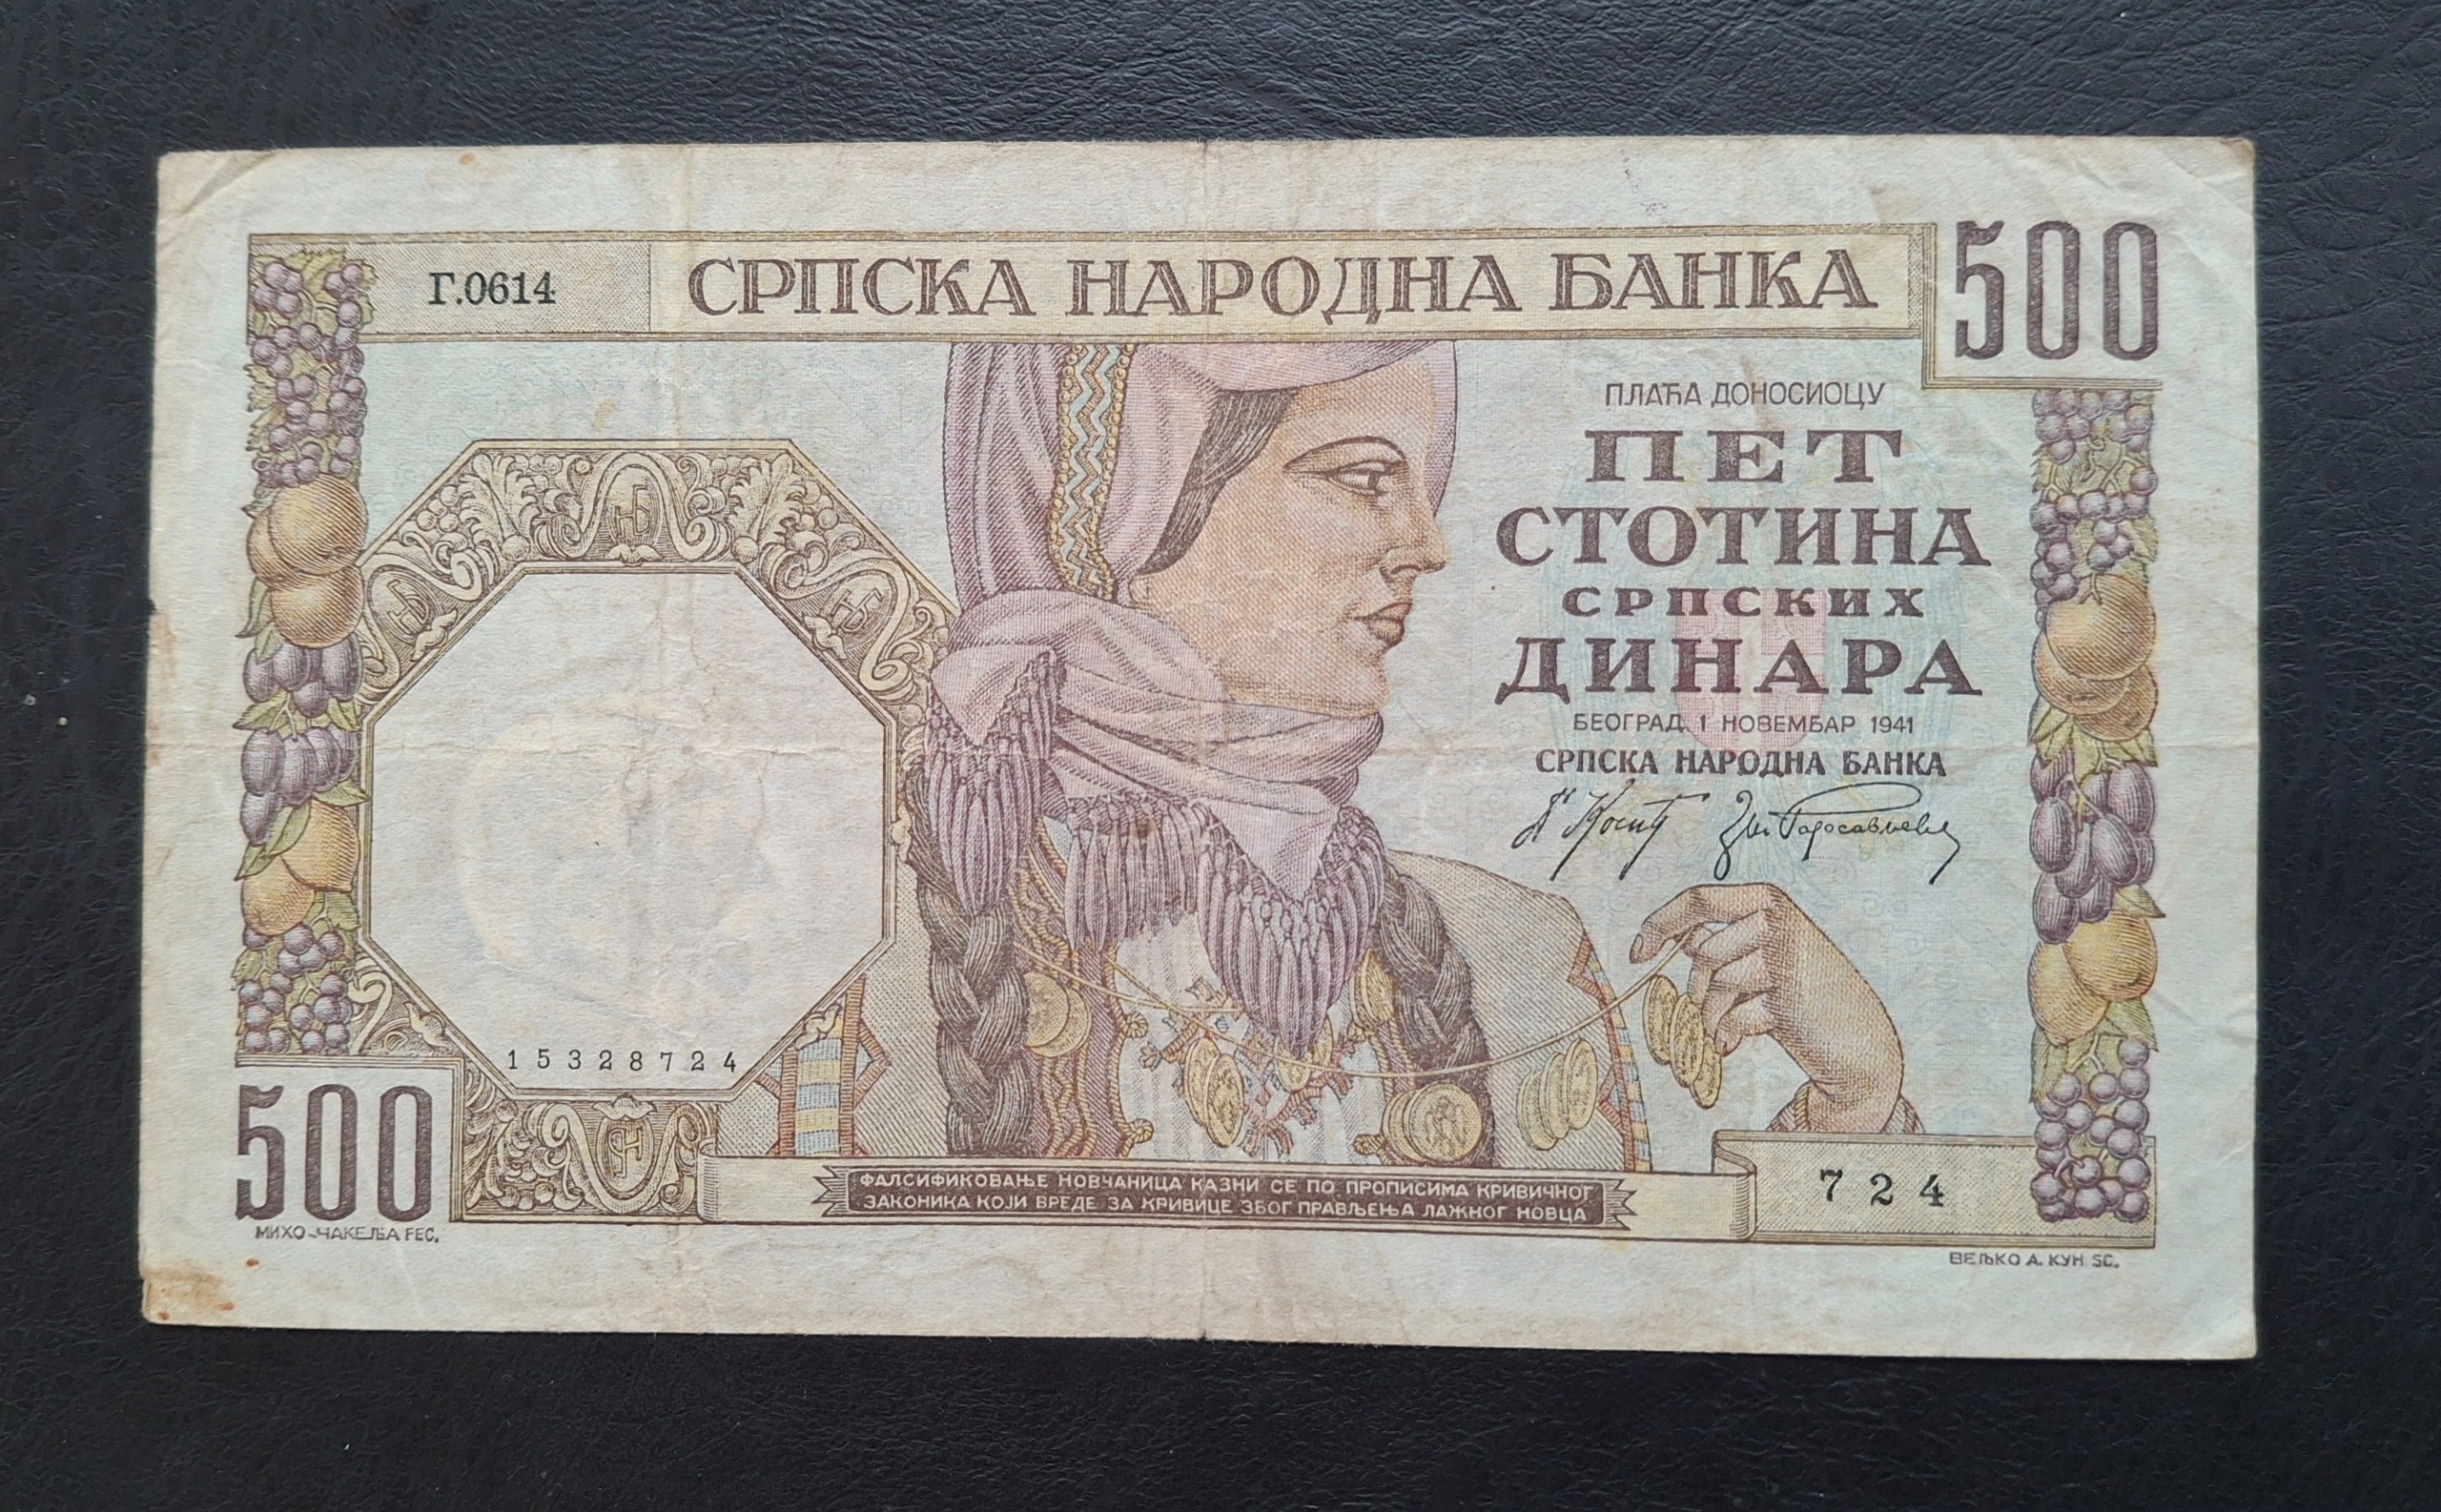 Г.0614
СРПСКА НАРОДНА БАНКА
500
ПЛАЋА ДОНОСИОЦУ
ПЕТ
СТОТИНА
СРПСКИХ
ДИНАРА
БЕОГРАД, 1 НОВЕМБАР 1941
СРПСКА НАРОДНА БАНКА
15328724
500
ФАЛСИФИКОВАЊЕ НОВЧАНИЦА КАЗНИ СЕ ПО ПРОПИСИМА КРИВИЧНОГ
ЗАКОНИКА КОЈИ ВРЕДЕ ЗА КРИВИЦЕ ЗБОГ ПРАВЉЕЊА ЛАЖНОГ НОВЦА
724
МИХО-ЧАКЕЉА FEC.
ВЕЉКО А. КУН SC.